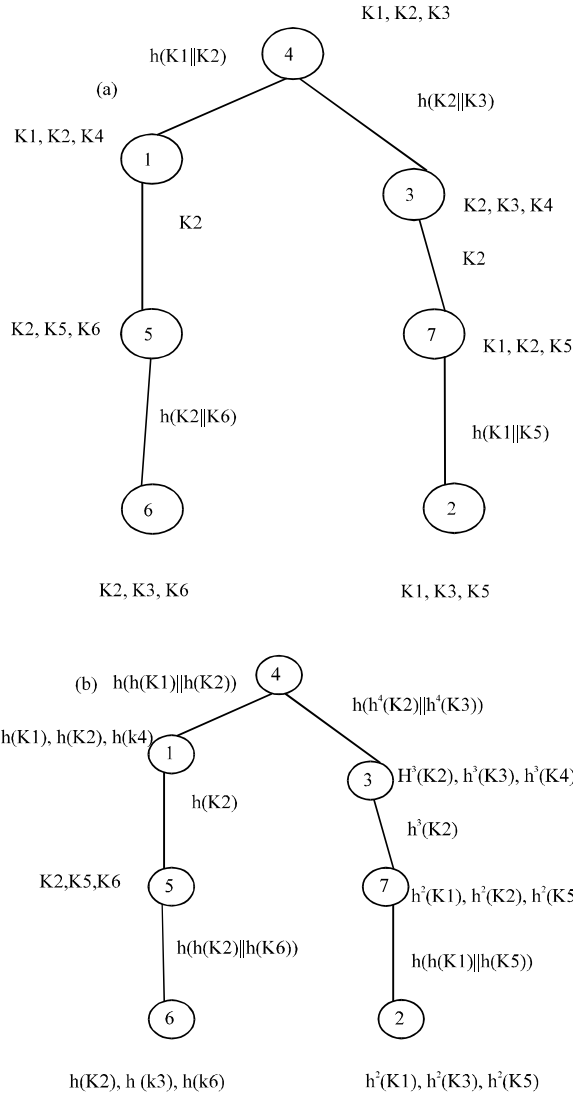 K1, K2, K3
h(K1||K2)
4
(a)
h(K2||K3)
K1, K2, K4
1
3
K2, K3, K4
K2
K2
K2, K5, K6
5
7
K1, K2, K5
h(K2||K6)
h(K1||K5)
6
2
K2, K3, K6
K1, K3, K5
(b)
h(h(K1)||h(K2))
4
h(h⁴(K2)||h⁴(K3))
h(K1), h(K2), h(k4)
1
3
H³(K2), h³(K3), h³(K4)
h(K2)
h³(K2)
K2,K5,K6
5
7
h²(K1), h²(K2), h²(K5
h(h(K2)||h(K6))
h(h(K1)||h(K5))
6
2
h(K2), h (k3), h(k6)
h²(K1), h²(K3), h²(K5)